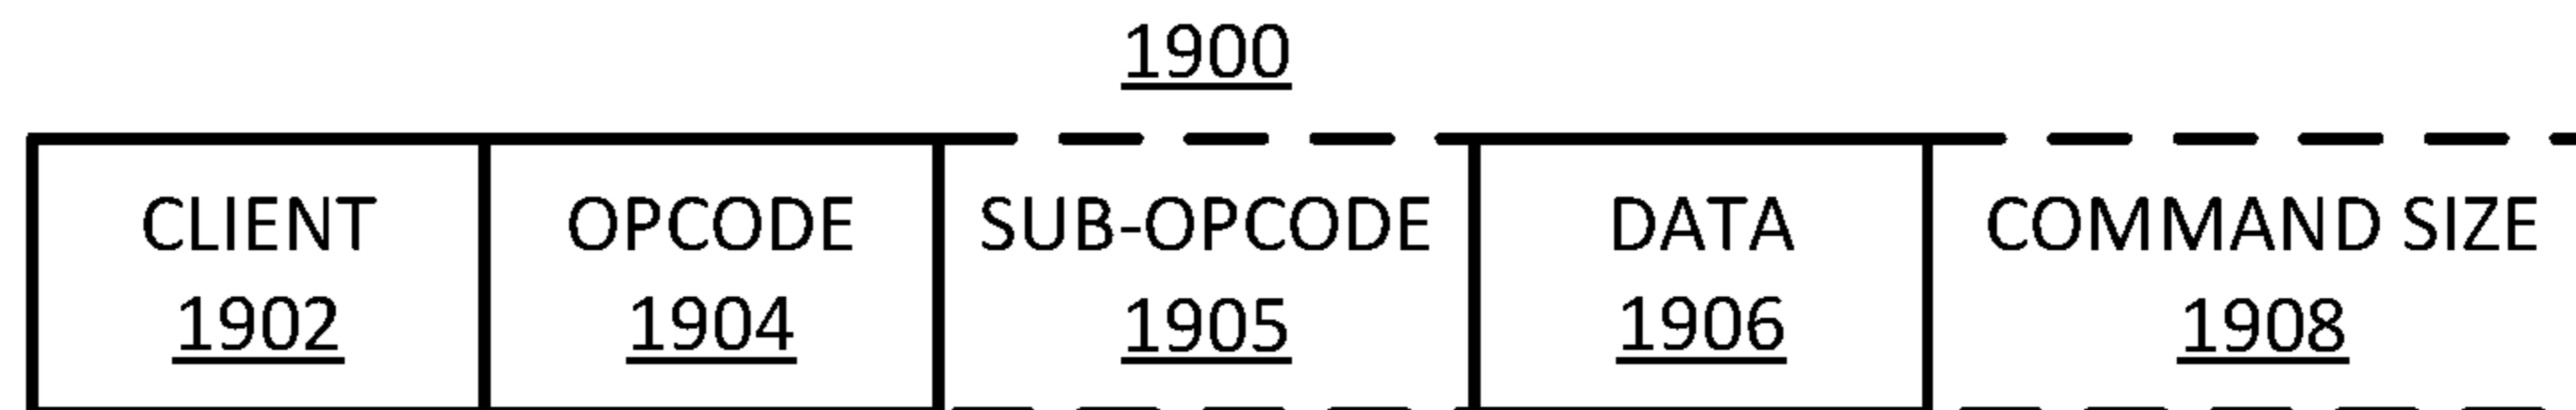 1900
CLIENT OPCODE SUB-OPCODE DATA COMMAND SIZE
1902 1904 1905 1906 1908